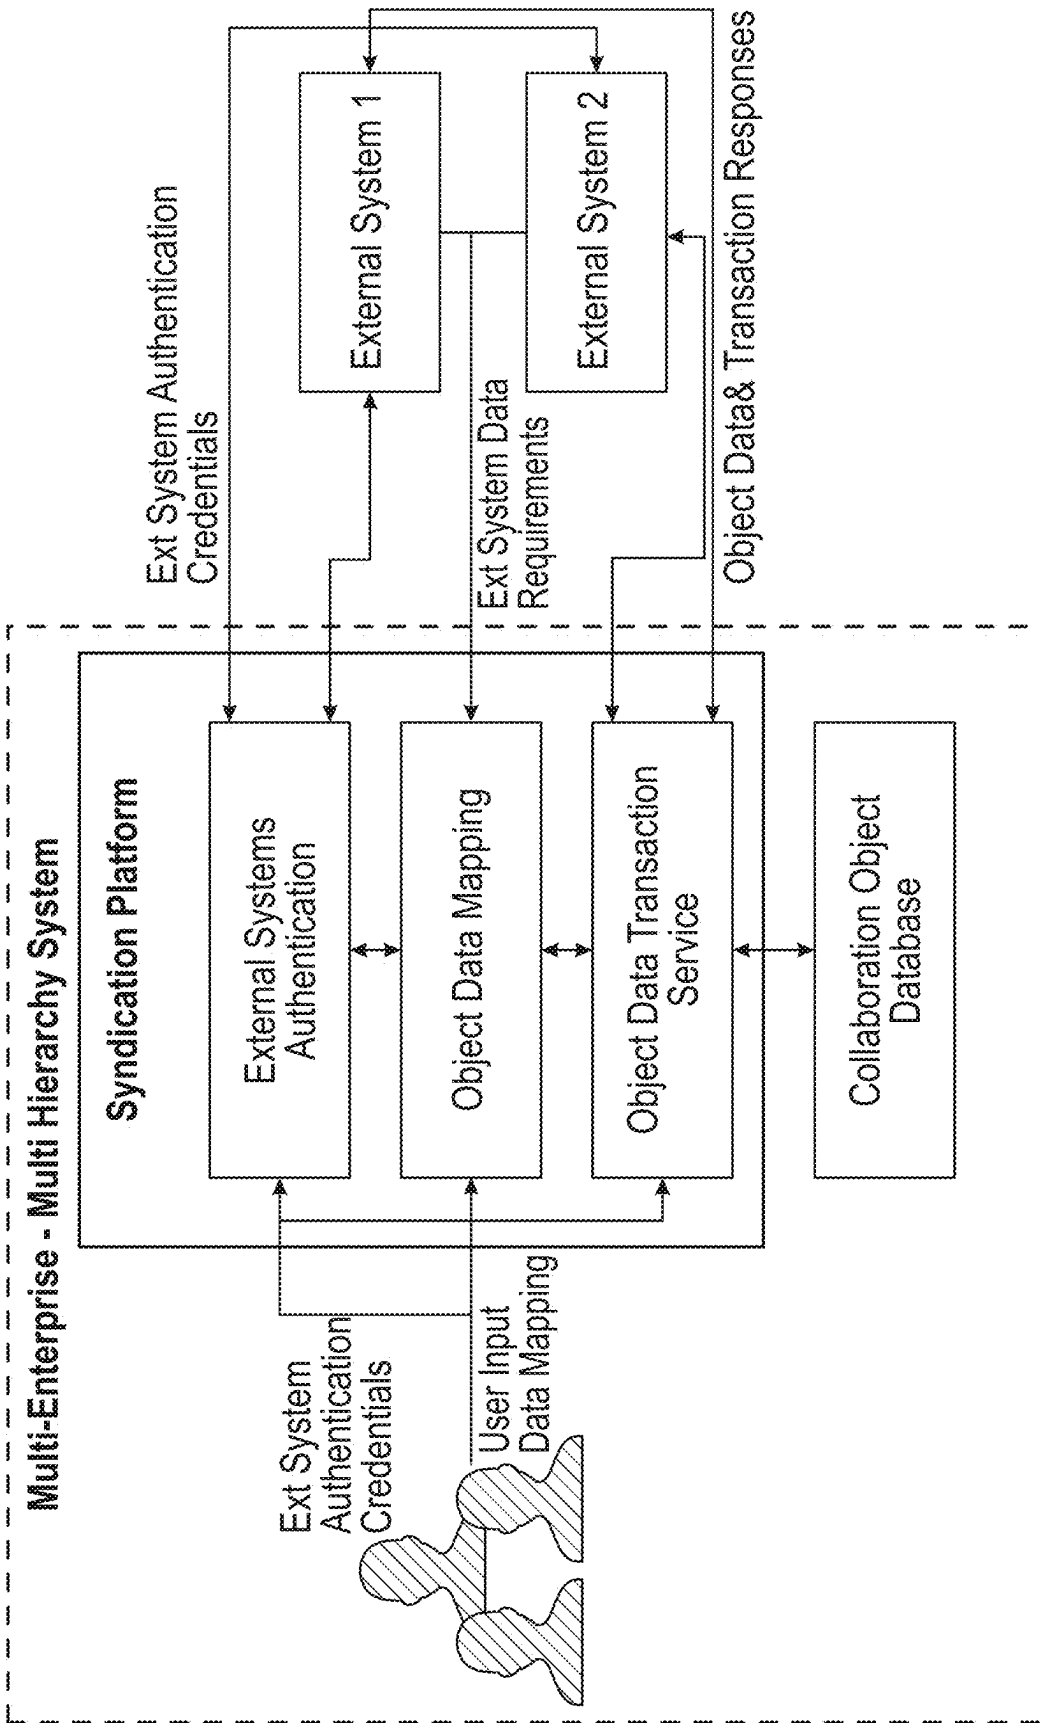 Multi-Enterprise - Multi Hierarchy System
Syndication Platform
Ext System
Authentication
Credentials
User Input
Data Mapping
External Systems
Authentication
Object Data Mapping
Object Data Transaction
Service
Collaboration Object
Database
Ext System Authentication
Credentials
Ext System Data
Requirements
Object Data& Transaction Responses
External System 1
External System 2